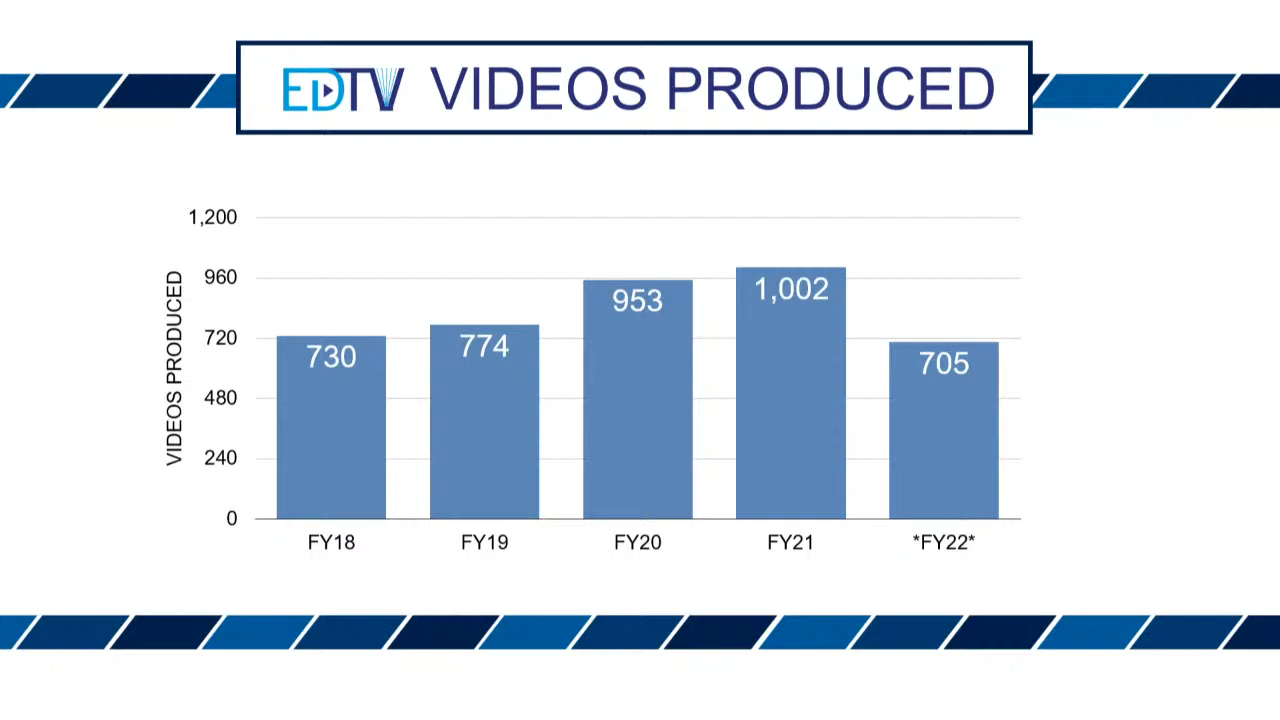 EDTV VIDEOS PRODUCED
VIDEOS PRODUCED
1,200
960
720
480
240
0
730
774
953
1,002
705
FY18
FY19
FY20
FY21
*FY22*